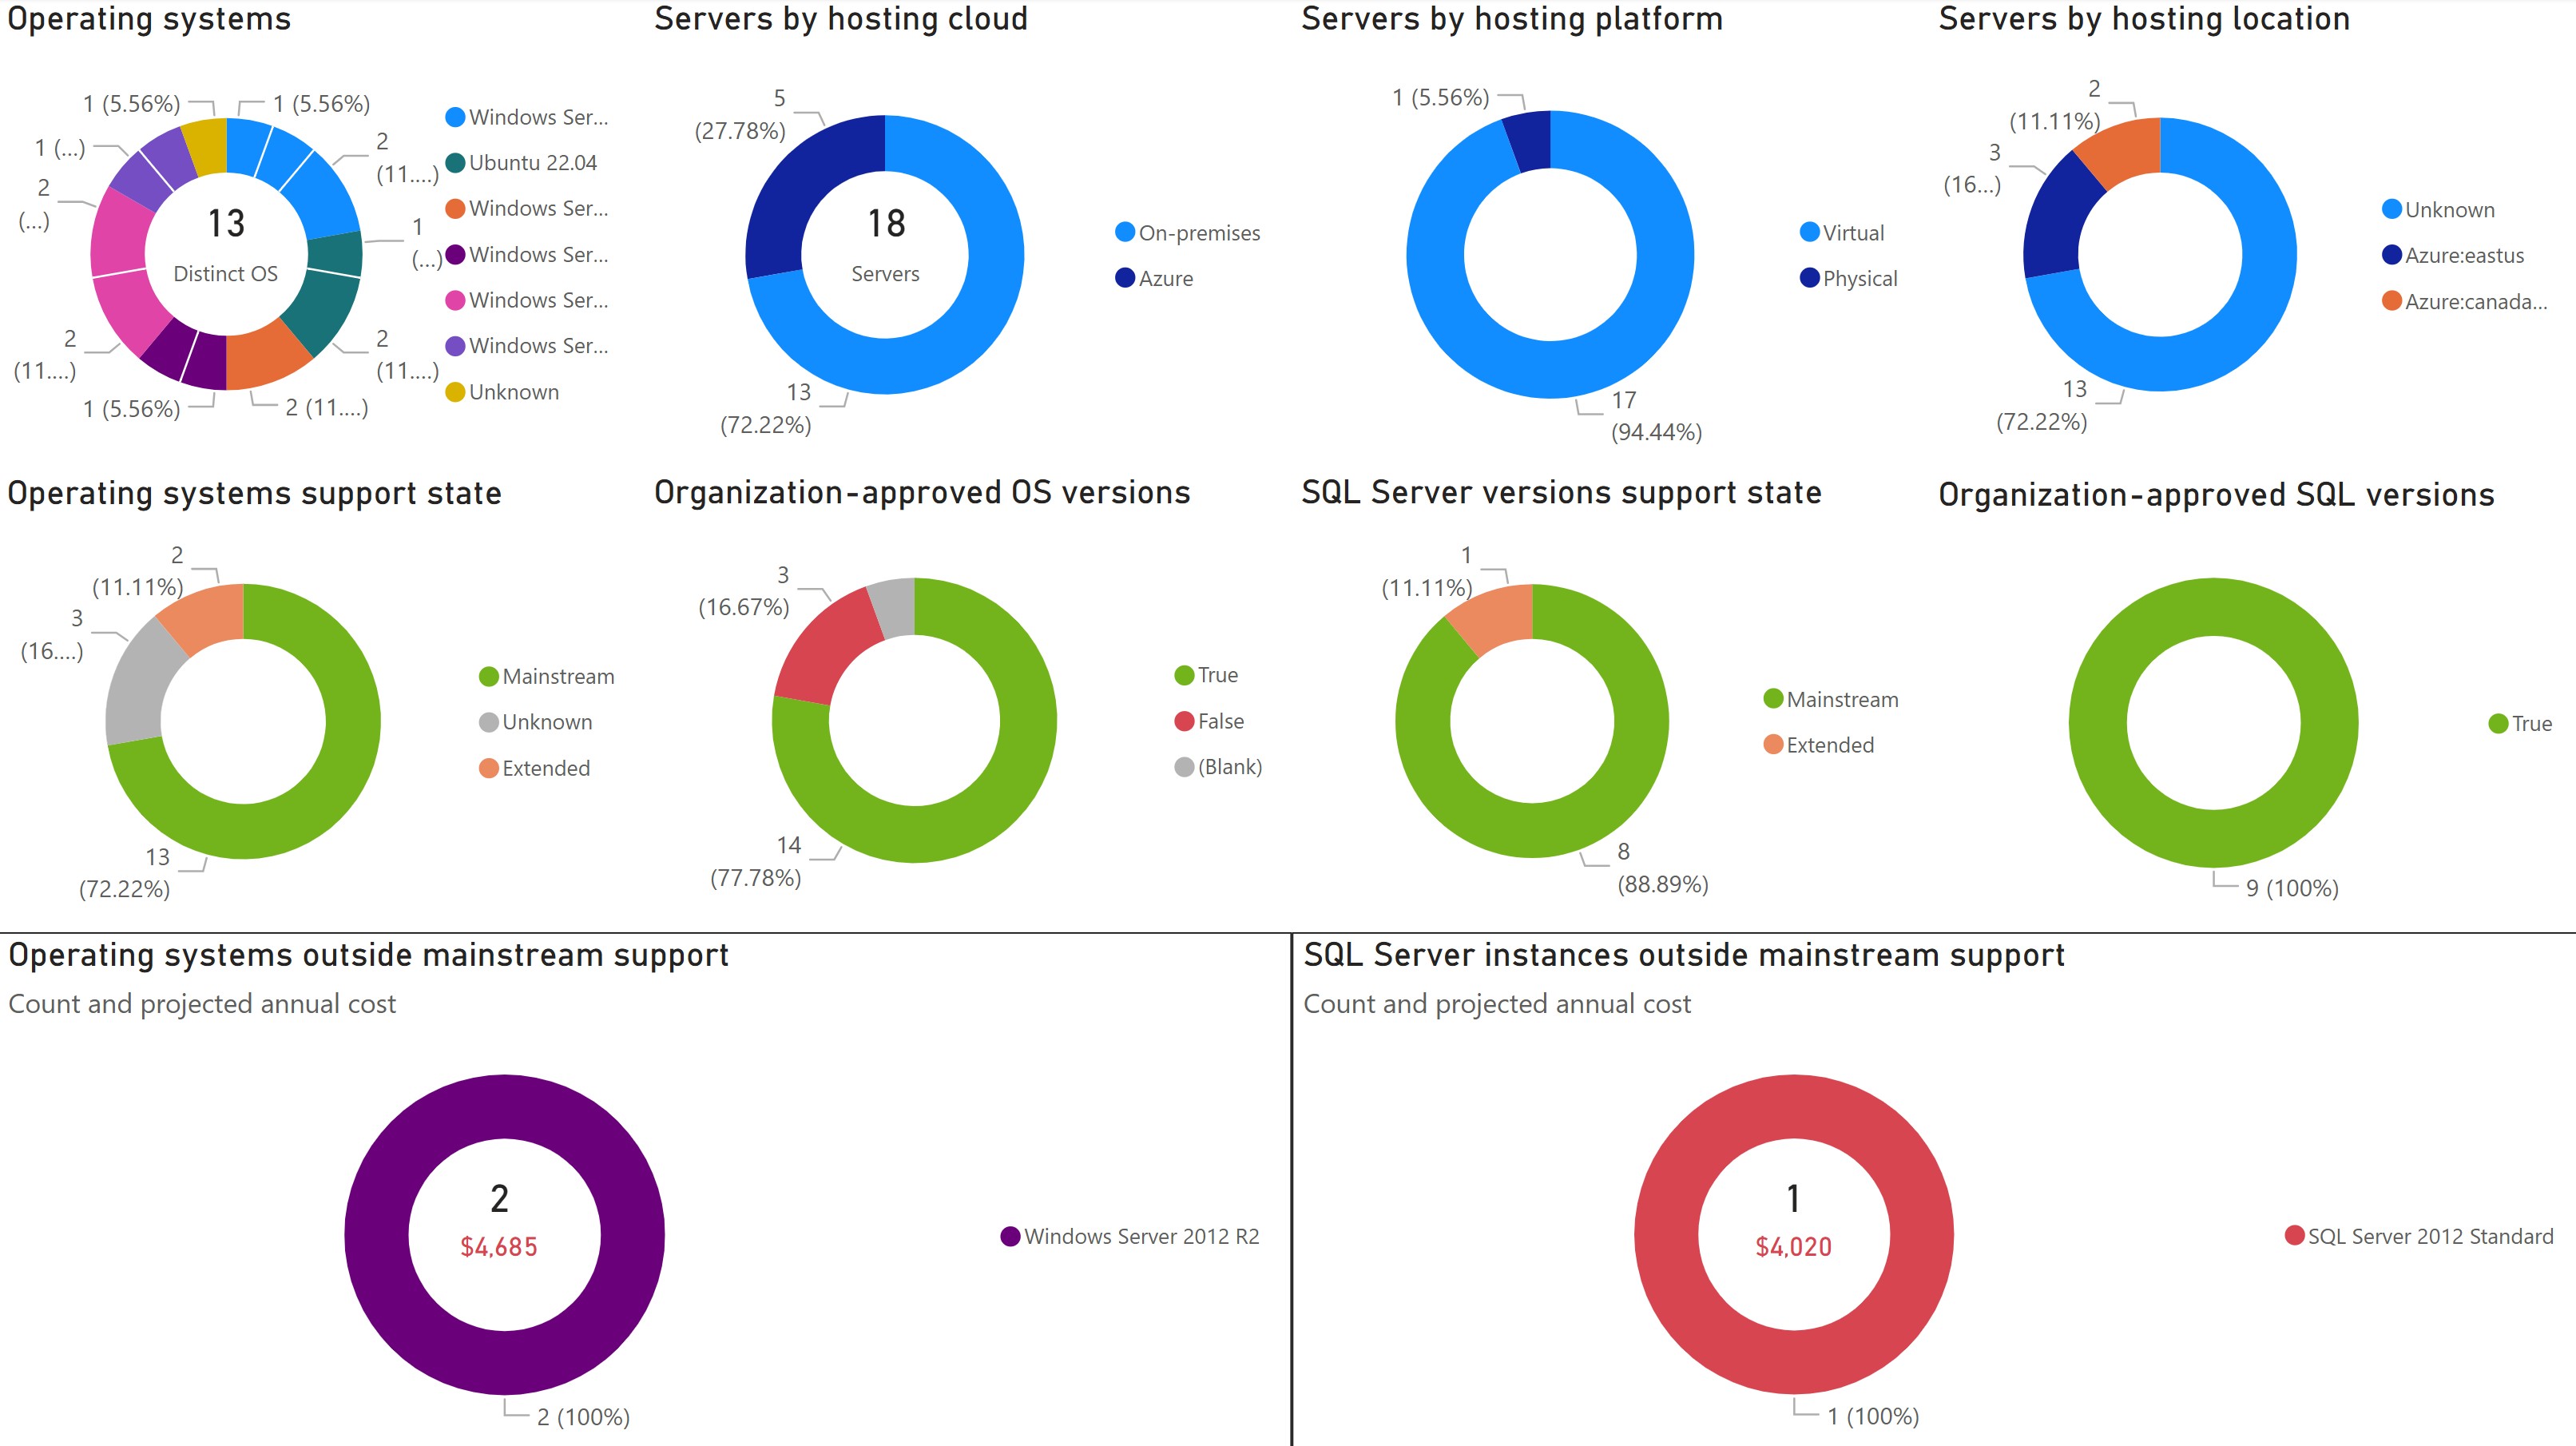 Operating systems
1 (5.56%)
1 (5.56%)
2
(11....)
1
(...)
2
(11....)
2 (11....)
1 (5.56%)
2
(11....)
2
(...)
1 (...)
13
Distinct OS
Windows Ser...
Ubuntu 22.04
Windows Ser...
Windows Ser...
Windows Ser...
Windows Ser...
Unknown
Servers by hosting cloud
5
(27.78%)
18
Servers
13
(72.22%)
On-premises
Azure
Servers by hosting platform
1 (5.56%)
17
(94.44%)
Virtual
Physical
Servers by hosting location
2
(11.11%)
3
(16...)
13
(72.22%)
Unknown
Azure:eastus
Azure:canada...
Operating systems support state
2
(11.11%)
3
(16....)
13
(72.22%)
Mainstream
Unknown
Extended
Organization-approved OS versions
3
(16.67%)
14
(77.78%)
True
False
(Blank)
SQL Server versions support state
1
(11.11%)
8
(88.89%)
Mainstream
Extended
Organization-approved SQL versions
9 (100%)
True
Operating systems outside mainstream support
Count and projected annual cost
2
$4,685
2 (100%)
Windows Server 2012 R2
SQL Server instances outside mainstream support
Count and projected annual cost
1
$4,020
1 (100%)
SQL Server 2012 Standard